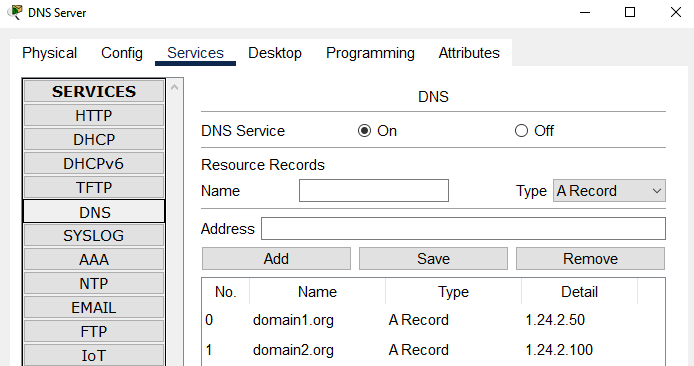 DNS Server
Physical Config Services Desktop Programming Attributes
SERVICES
HTTP
DHCP
DHCPv6
TFTP
DNS
SYSLOG
AAA
NTP
EMAIL
FTP
IoT
DNS
DNS Service On Off
Resource Records
Name Type A Record
Address
Add Save Remove
No. Name Type Detail
0 domain1.org A Record 1.24.2.50
1 domain2.org A Record 1.24.2.100